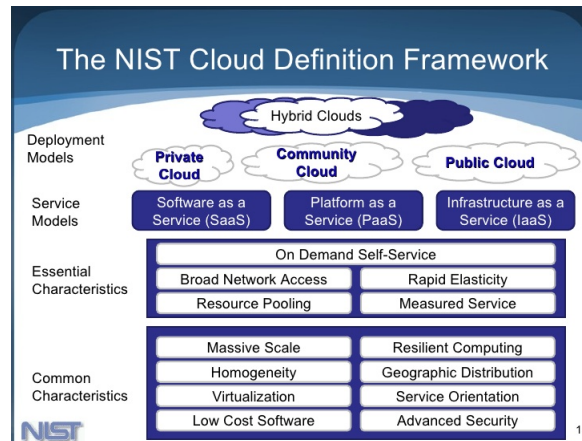 The NIST Cloud Definition Framework
Hybrid Clouds
Deployment
Models
Private
Cloud
Community
Cloud
Public Cloud
Service
Models
Software as a
Service (SaaS)
Platform as a
Service (PaaS)
Infrastructure as a
Service (IaaS)
Essential
Characteristics
On Demand Self-Service
Broad Network Access
Rapid Elasticity
Resource Pooling
Measured Service
Common
Characteristics
Massive Scale
Resilient Computing
Homogeneity
Geographic Distribution
Virtualization
Service Orientation
Low Cost Software
Advanced Security
NIST
1